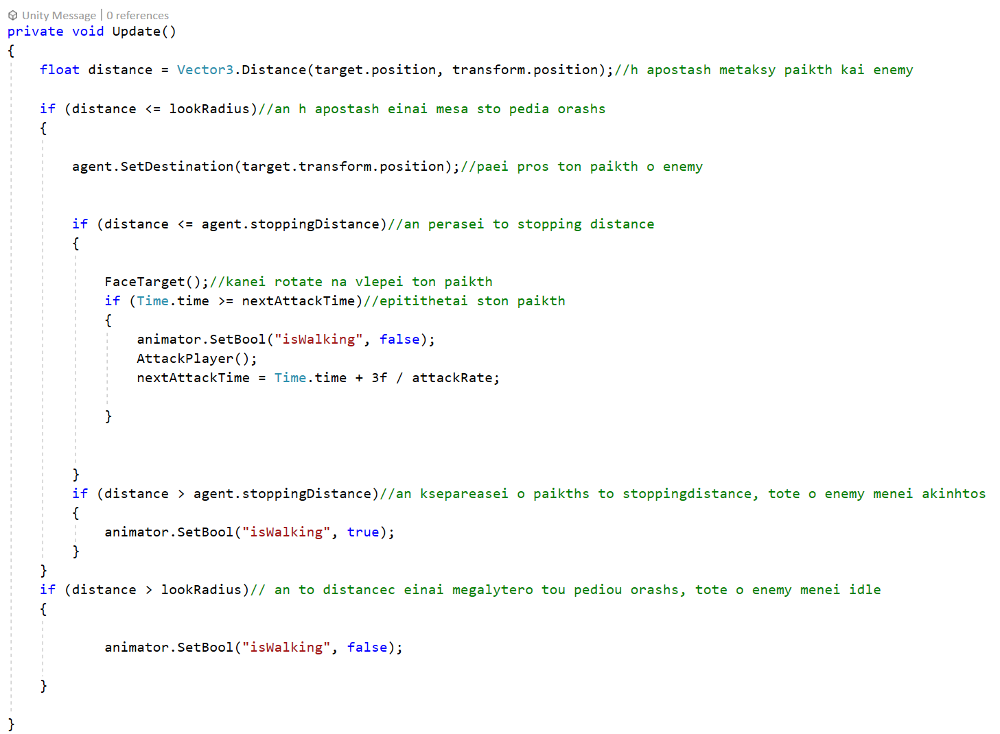 Unity Message | 0 references
private void Update()
{
float distance = Vector3.Distance(target.position, transform.position);//h apostash metaksy paikth kai enemy
if (distance <= lookRadius)//an h apostash einai mesa sto pedia orashs
{
agent.SetDestination(target.transform.position);//paei pros ton paikth o enemy
if (distance <= agent.stoppingDistance)//an perasei to stopping distance
{
FaceTarget();//kanei rotate na vlepei ton paikth
if (Time.time >= nextAttackTime)//epitithetai ston paikth
{
animator.SetBool("isWalking", false);
AttackPlayer();
nextAttackTime = Time.time + 3f / attackRate;
}
}
if (distance > agent.stoppingDistance)//an ksepareasei o paikths to stoppingdistance, tote o enemy menei akinhtos
{
animator.SetBool("isWalking", true);
}
}
if (distance > lookRadius)// an to distancec einai megalytero tou pediou orashs, tote o enemy menei idle
{
animator.SetBool("isWalking", false);
}
}